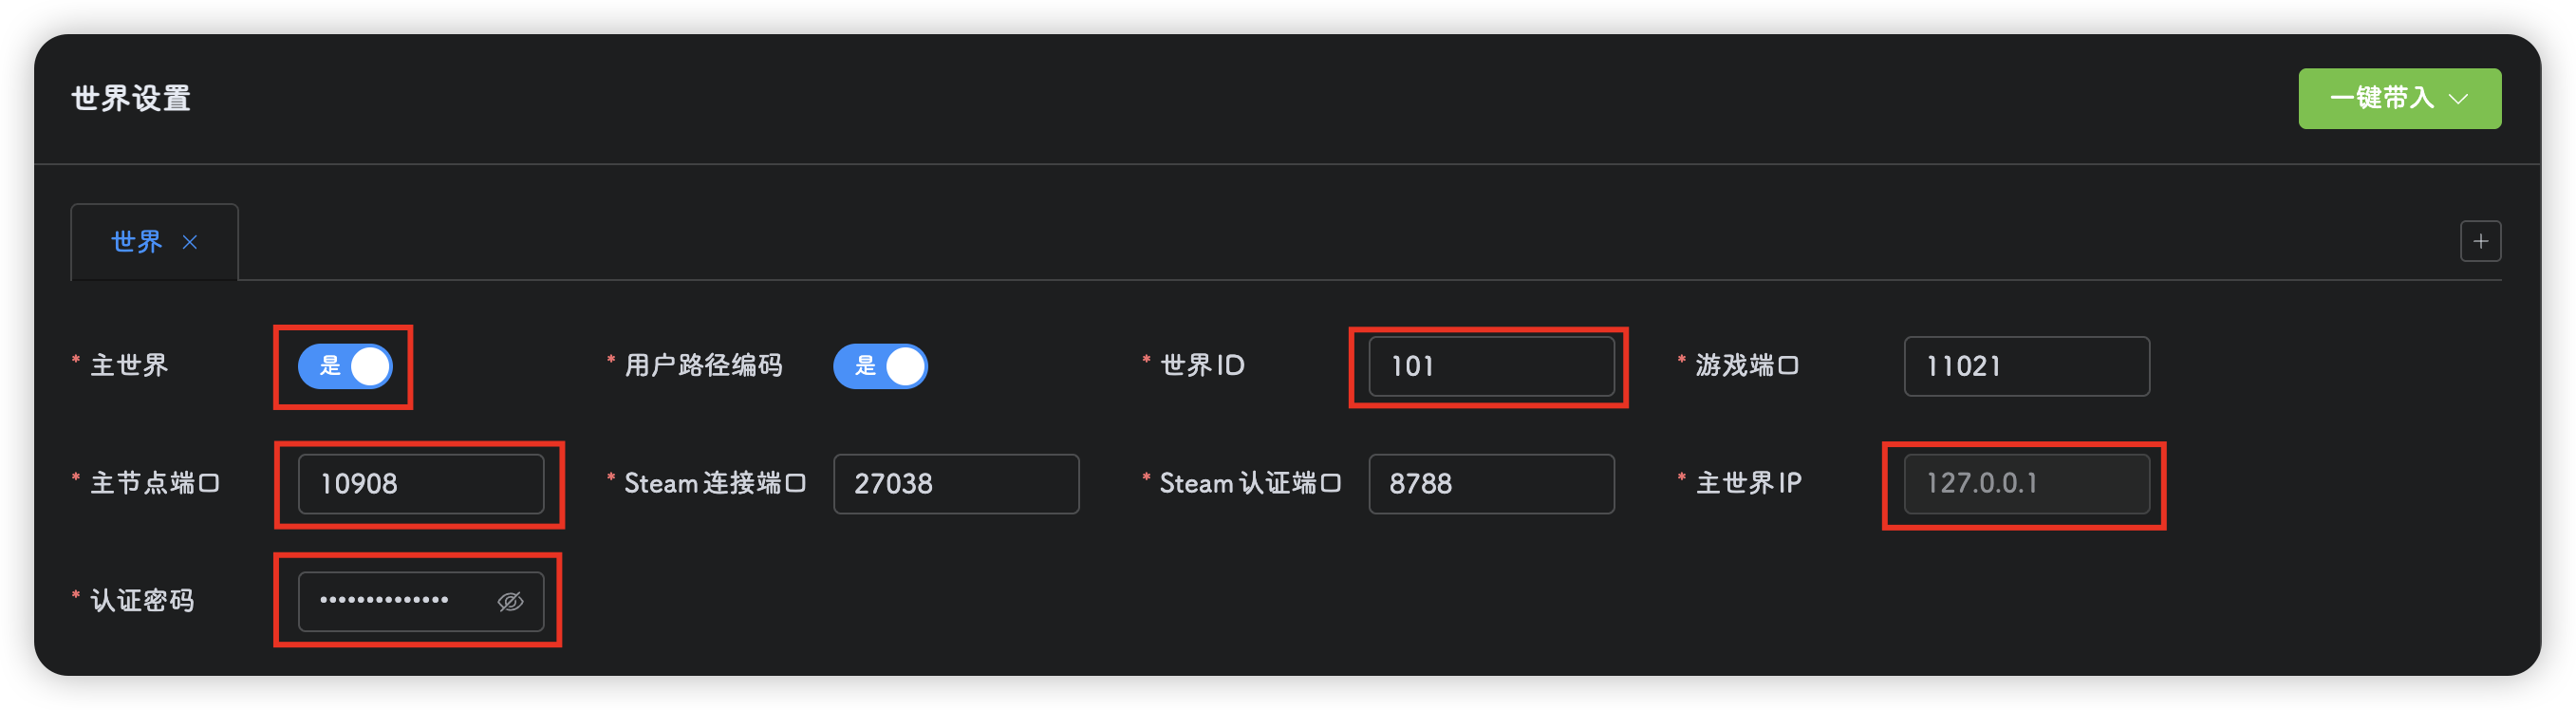 世界设置
一键带入
世界
* 主世界 是 * 用户路径编码 是 * 世界ID 101 * 游戏端口 11021
* 主节点端口 10908 * Steam 连接端口 27038 * Steam 认证端口 8788 * 主世界 IP 127.0.0.1
* 认证密码 ••••••••••••••